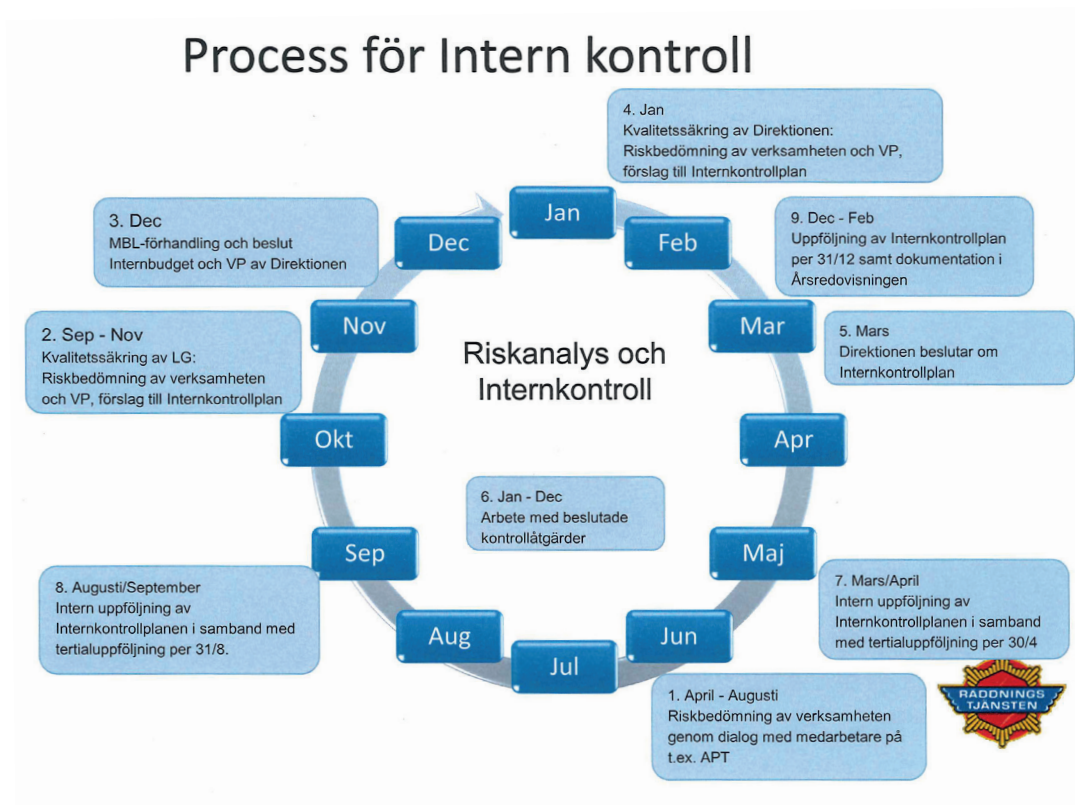 Process för Intern kontroll
4. Jan
Kvalitetssäkring av Direktionen:
Riskbedömning av verksamheten och VP,
förslag till Internkontrollplan
3. Dec
MBL-förhandling och beslut
Internbudget och VP av Direktionen
Jan
Dec
Feb
9. Dec - Feb
Uppföljning av Internkontrollplan
per 31/12 samt dokumentation i
Årsredovisningen
2. Sep - Nov
Kvalitetssäkring av LG:
Riskbedömning av verksamheten
och VP, förslag till Internkontrollplan
Nov
Mar
5. Mars
Direktionen beslutar om
Internkontrollplan
Riskanalys och
Internkontroll
Okt
Apr
6. Jan - Dec
Arbete med beslutade
kontrollåtgärder
Sep
Maj
8. Augusti/September
Intern uppföljning av
Internkontrollplanen i samband med
tertialuppföljning per 31/8.
7. Mars/April
Intern uppföljning av
Internkontrollplanen i samband
med tertialuppföljning per 30/4
Aug
Jul
Jun
1. April - Augusti
Riskbedömning av verksamheten
genom dialog med medarbetare på
t.ex. APT
RÄDDNINGS
TJÄNSTEN